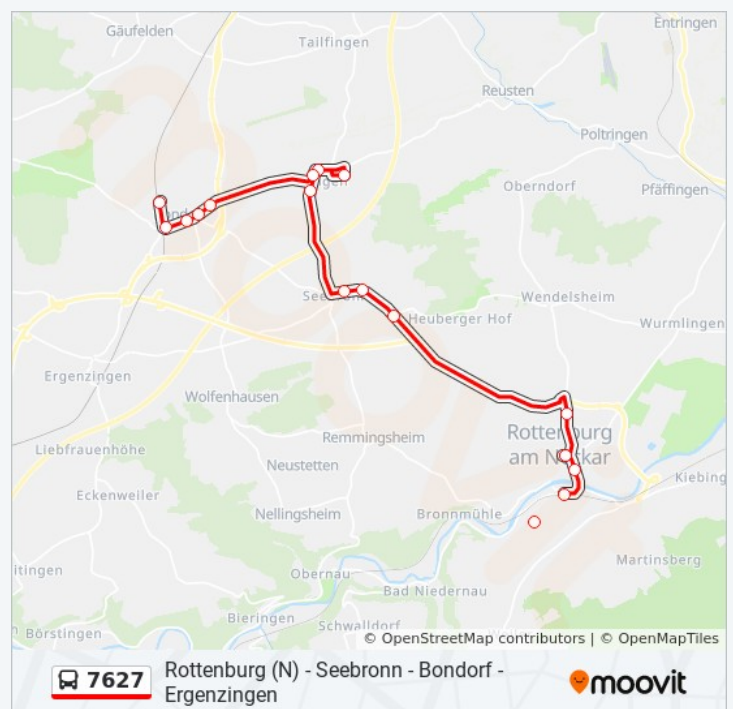 Gäufelden
Tailfingen
Entringen
Reusten
Poltringen
Oberndorf
Pfäffingen
Wendelsheim
Wurmlingen
Heuberger Hof
Ergenzingen
Wolfenhausen
Remmingsheim
Rottenburg
am Neckar
Liebfrauenhöhe
Neustetten
Kiebing
Eckenweiler
Nellingsheim
Bronnmühle
Martinsberg
itingen
Obernau
Bad Niedernau
Bieringen
Schwalldorf
Börstingen
© OpenStreetMap contributors | © OpenMapTiles
7627
Rottenburg (N) - Seebronn - Bondorf -
Ergenzingen
moovit